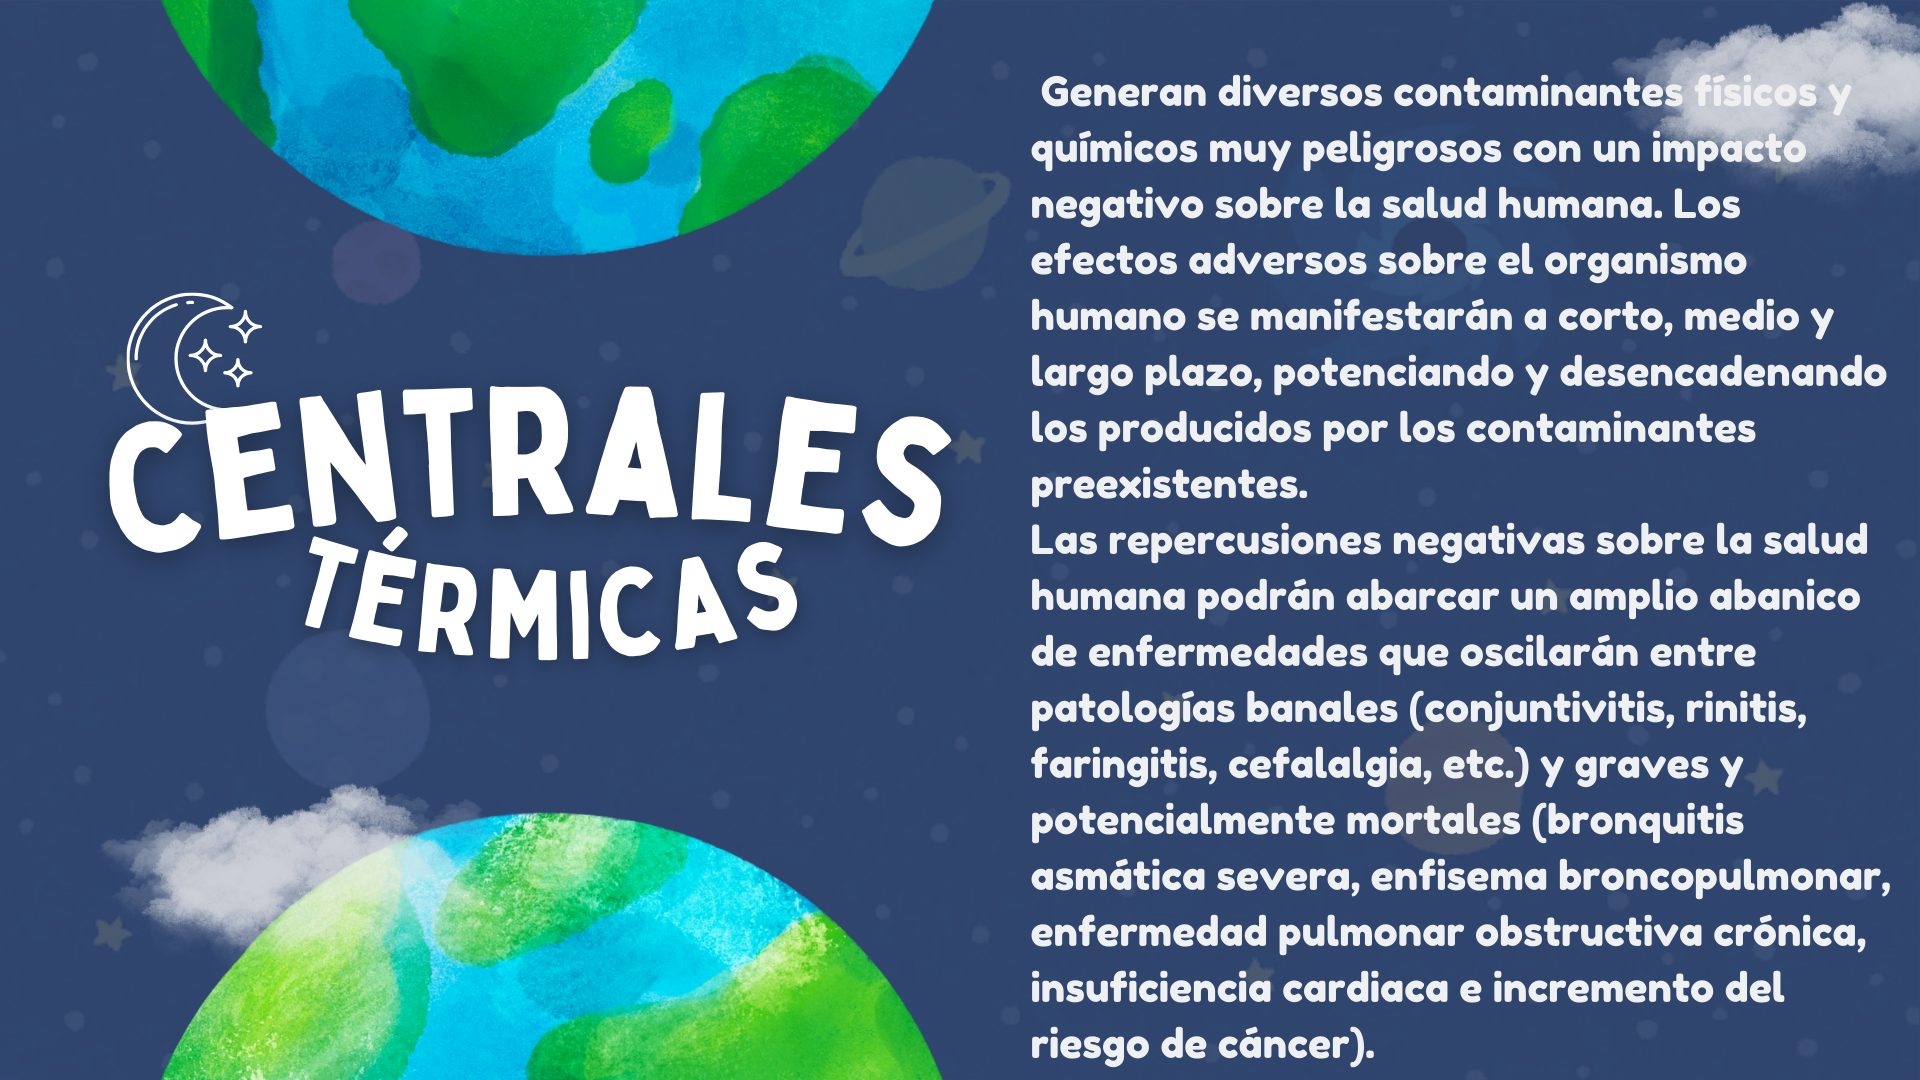 CENTRALES
TÉRMICAS
Generan diversos contaminantes físicos y
químicos muy peligrosos con un impacto
negativo sobre la salud humana. Los
efectos adversos sobre el organismo
humano se manifestarán a corto, medio y
largo plazo, potenciando y desencadenando
los producidos por los contaminantes
preexistentes.
Las repercusiones negativas sobre la salud
humana podrán abarcar un amplio abanico
de enfermedades que oscilarán entre
patologías banales (conjuntivitis, rinitis,
faringitis, cefalalgia, etc.) y graves y
potencialmente mortales (bronquitis
asmática severa, enfisema broncopulmonar,
enfermedad pulmonar obstructiva crónica,
insuficiencia cardiaca e incremento del
riesgo de cáncer).